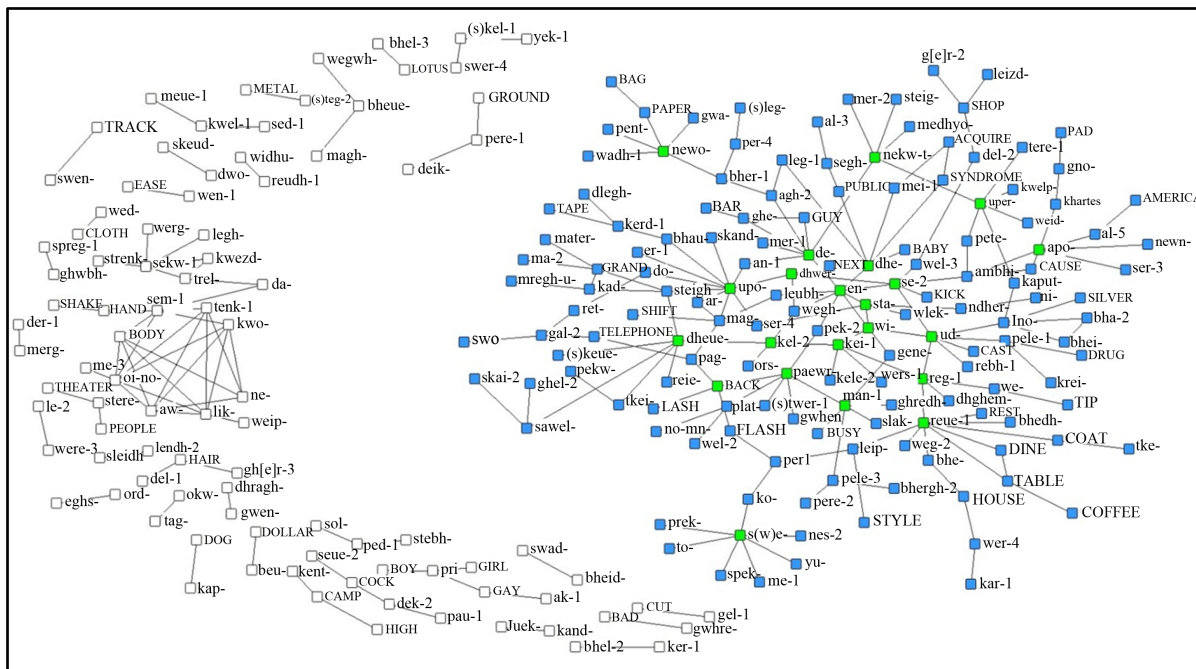 bhel-3
LOTUS
(s)kel-1
yek-1
swer-4
wegwh-
METAL
(s)teg-2
bheue-
magh-
GROUND
pere-1
deik-
meue-1
kwel-1
sed-1
TRACK
swen-
skeud-
dwo-
widhu-
reudh-1
EASE
wen-1
wed-
CLOTH
werg-
legh-
spreg-1
ghwbh-
strenk-
sekw-1
kwezd-
trel-
da-
SHAKE
HAND
sem-1
tenk-1
kwo-
der-1
merg-
BODY
me-3
oi-no-
THEATER
stere-
aw-
lik-
ne-
weip-
le-2
PEOPLE
were-3
sleidh
lendh-2
HAIR
del-1
gh[e]r-3
eghs-
ord-
okw-
dhragh-
tag-
gwen-
DOG
kap-
DOLLAR
beu-
sol-
ped-1
stebh-
seue-2
kent-
COCK
CAMP
HIGH
BOY
pri
GIRL
GAY
ak-1
dek-2
pau-1
swad-
bheid-
Juek-
kand-
CUT
BAD
gel-1
gwhre-
bhel-2
ker-1
BAG
PAPER
gwa-
pent-
wadh-1
newo-
(s)leg-
per-4
bher-1
agh-2
leg-1
al-3
segh-
PUBLIC
mer-2
steig-
medhyo-
nekw-t-
mei-1
ACQUIRE
SYNDROME
g[e]r-2
leizd-
SHOP
del-2
tere-1
PAD
gno-
khartes
kwelp-
uper-
weid-
AMERICA
al-5
newn-
apo-
ser-3
CAUSE
pete-
ambhi-
kaput-
ni-
dlegh-
TAPE
kerd-1
BAR
ghe-
GUY
mater-
er-1
bhau-
skand-
mer-1
de-
ma-2
GRAND
do-
an-1
dhwer-
NEXT
dhe-
BABY
wel-3
mregh-u-
kad-
steigh
upo-
ar-
leubh-
en-
se-2
KICK
ret-
SHIFT
mag-
ser-4
wegh-
sta-
wlek-
ndher-
Ino-
SILVER
bha-2
swo
gal-2
TELEPHONE
dheue-
kel-2
pek-2
wi-
kei-1
ud-
pele-1
bhei-
DRUG
(s)keue-
pekw-
pag-
ors-
paewr-
gene-
CAST
rebh-1
krei-
skai-2
ghel-2
reie-
BACK
kele-2
wers-1
reg-1
we-
TIP
tkei-
LASH
plat-
(s)twer-1
man-1
ghredh-
dhghem-
sawel-
no-mn-
FLASH
gwhen
slak-
reue-1
REST
bhedh-
wel-2
BUSY
leip-
weg-2
COAT
tke-
per1
bhe-
DINE
pele-3
bhergh-2
TABLE
ko-
pere-2
HOUSE
COFFEE
STYLE
prek-
to-
s(w)e-
nes-2
wer-4
yu-
spek-
me-1
kar-1